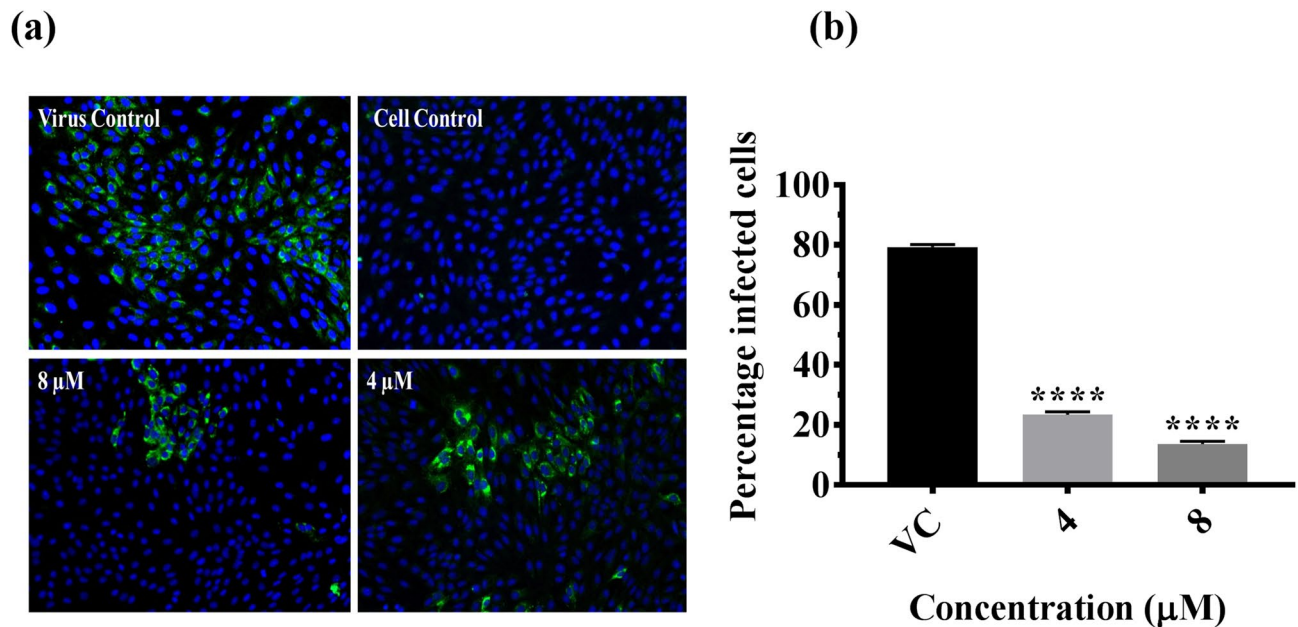 (a)
(b)
Virus Control
Cell Control
8 µM
4 µM
Percentage infected cells
100
80
60
40
20
0
****
****
VC
4
8
Concentration (µM)